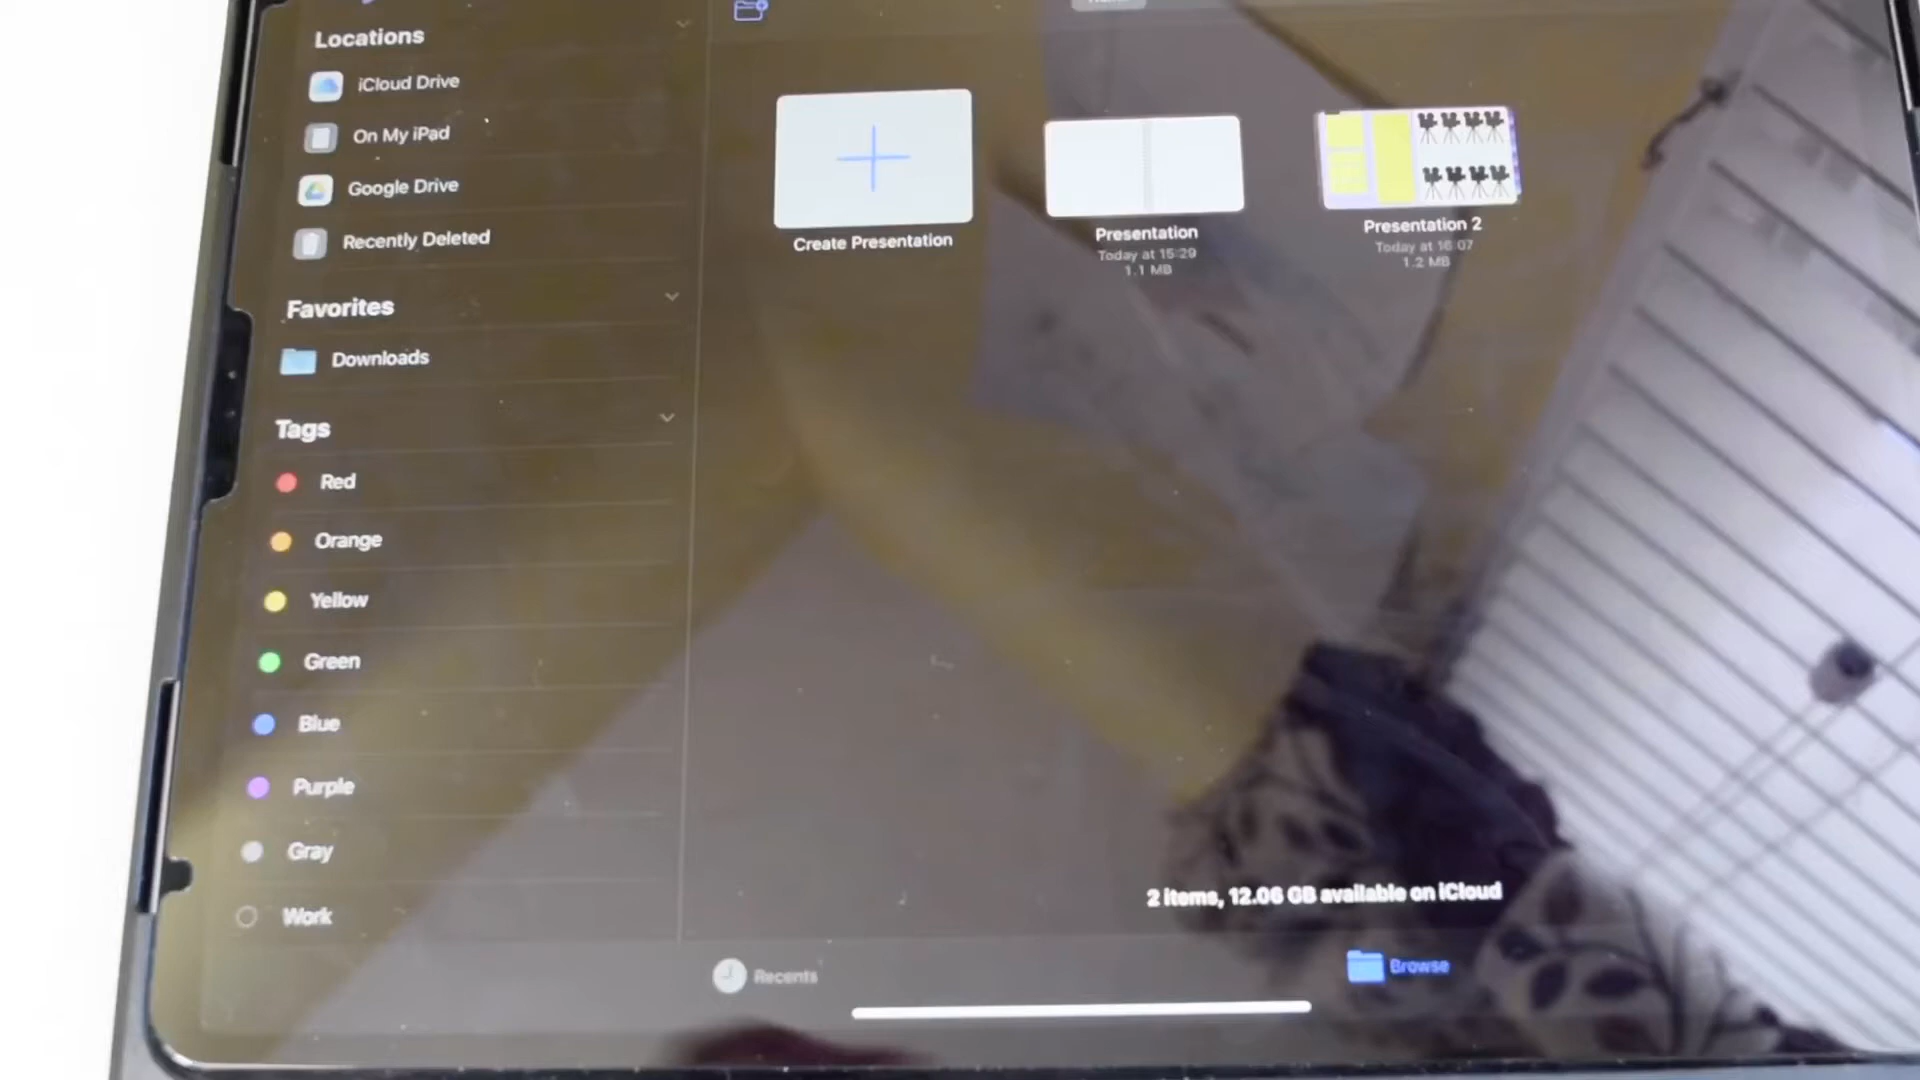 Locations
iCloud Drive
On My iPad
Google Drive
Recently Deleted
Favorites
Downloads
Tags
Red
Orange
Yellow
Green
Blue
Purple
Gray
Work
Create Presentation
Presentation
Today at 15:29
1.1 MB
Presentation 2
Today at 16:07
1.2 MB
2 items, 12.06 GB available on iCloud
Recents
Browse